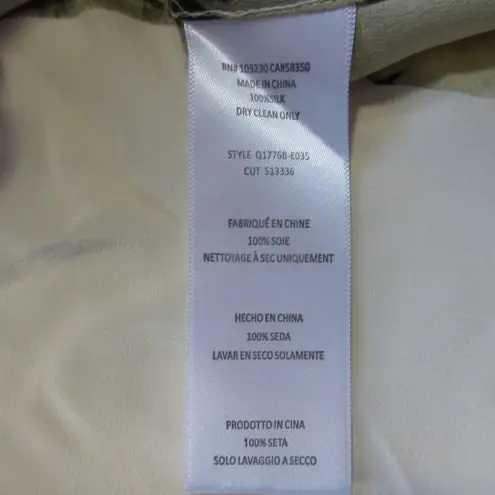 RN# 105230 CA#58350
MADE IN CHINA
100%SILK
DRY CLEAN ONLY
STYLE Q1776B-E035
CUT 513336
FABRIQUÉ EN CHINE
100% SOIE
NETTOYAGE À SEC UNIQUEMENT
HECHO EN CHINA
100% SEDA
LAVAR EN SECO SOLAMENTE
PRODOTTO IN CINA
100% SETA
SOLO LAVAGGIO A SECCO